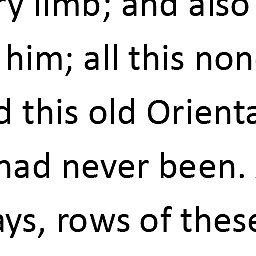 ry limb; and also
him; all this non
d this old Orienta
had never been.
ays, rows of these